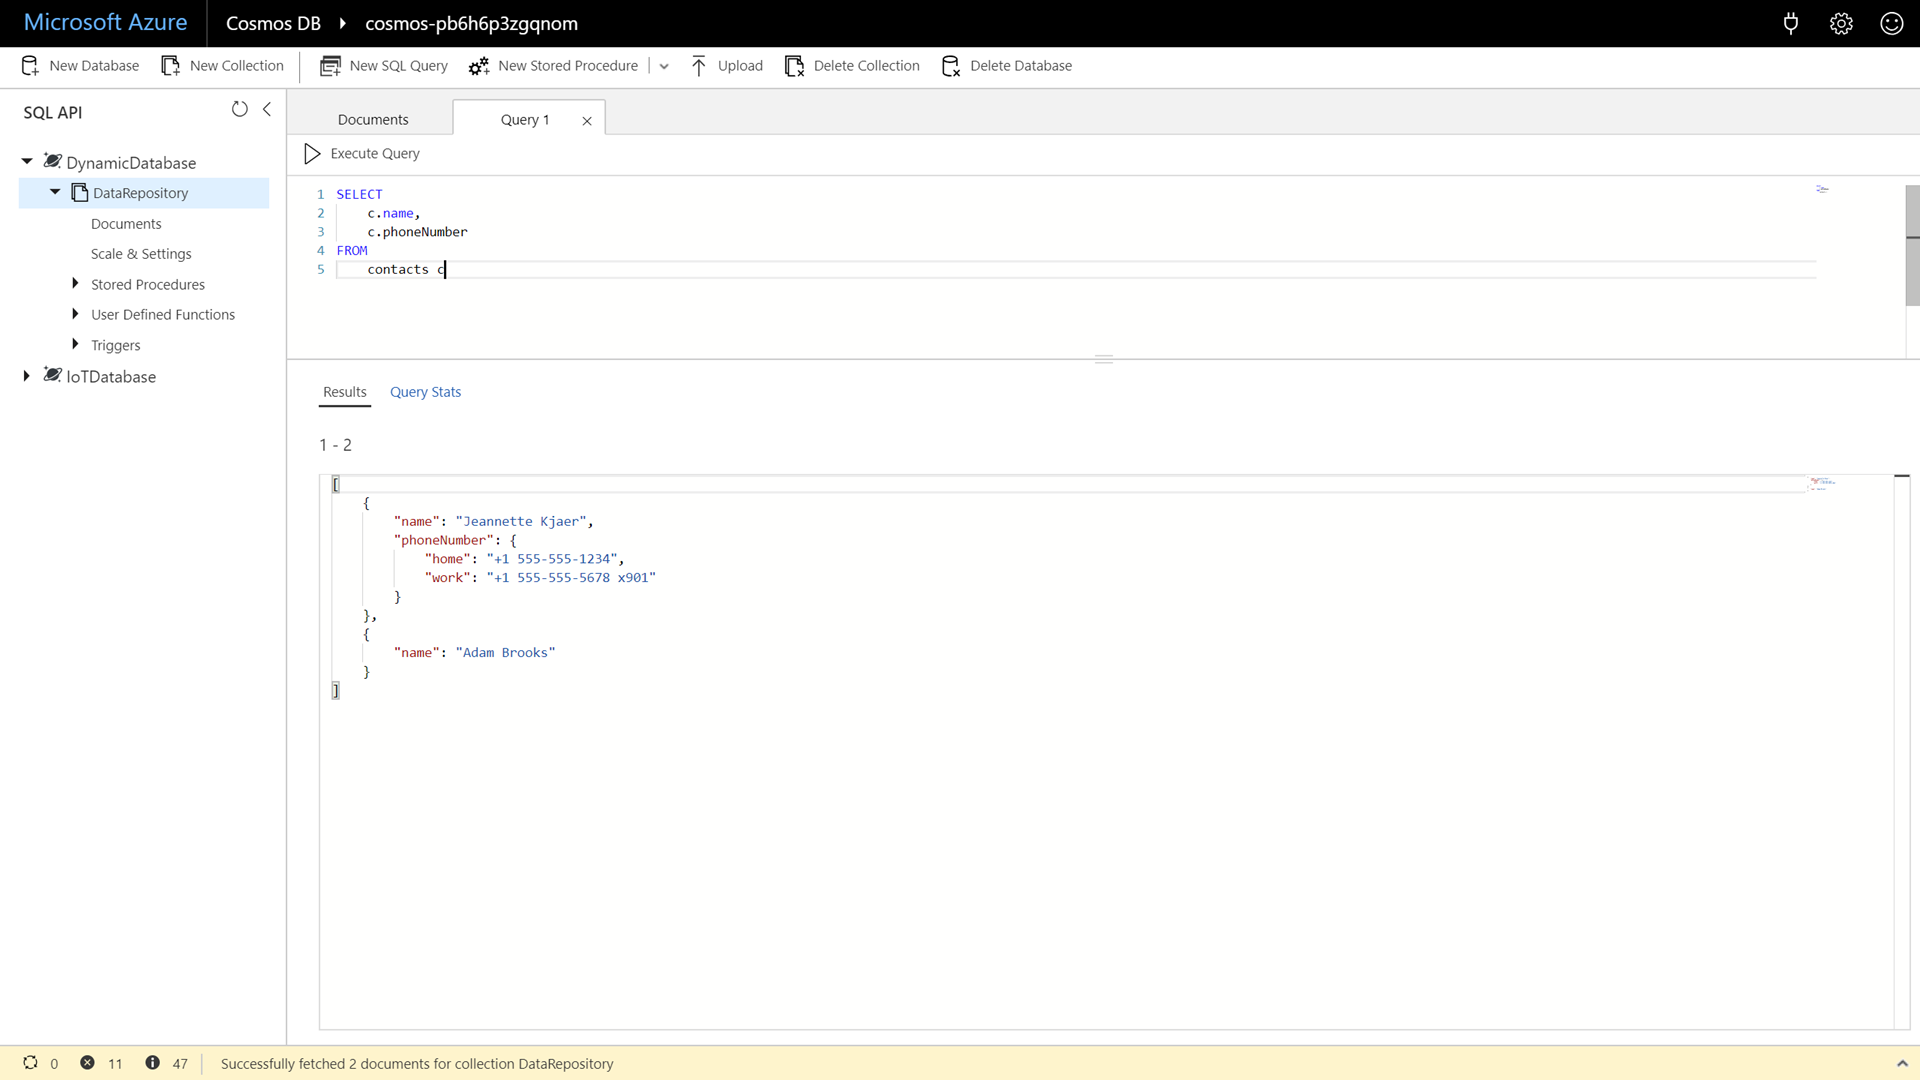 Microsoft Azure
Cosmos DB
cosmos-pb6h6p3zgqnom
New Database
New Collection
New SQL Query
New Stored Procedure
Upload
Delete Collection
Delete Database
SQL API
DynamicDatabase
DataRepository
Documents
Scale & Settings
Stored Procedures
User Defined Functions
Triggers
IoTDatabase
Documents
Query 1
Execute Query
1 SELECT
2 c.name,
3 c.phoneNumber
4 FROM
5 contacts c
Results
Query Stats
1 - 2
[
{
"name": "Jeannette Kjaer",
"phoneNumber": {
"home": "+1 555-555-1234",
"work": "+1 555-555-5678 x901"
}
},
{
"name": "Adam Brooks"
}
]
0 11 47 Successfully fetched 2 documents for collection DataRepository